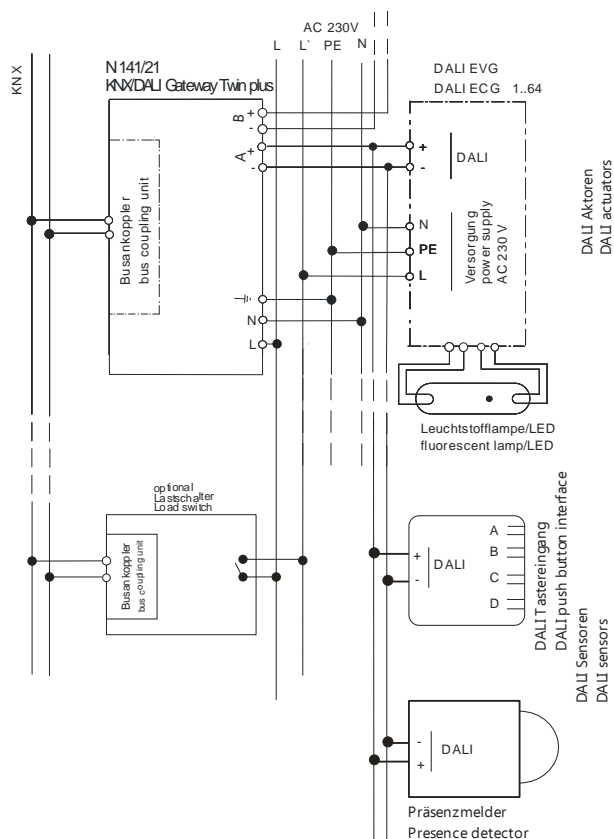 KNX
N 141/21
KNX/DALI Gateway Twin plus
AC 230V
L L` PE N
DALI EVG
DALI ECG 1..64
B + -
A + -
Busankoppler
bus coupling unit
N
L
+
-
DALI
N
PE
L
Versorgung
power supply
AC 230 V
DALI Aktoren
DALI actuators
Leuchtstofflampe/LED
fluorescent lamp/LED
optional
Lastschalter
Load switch
Busankoppler
bus coupling unit
+
-
DALI
A
B
C
D
DALI Tastereingang
DALI push button interface
DALI Sensoren
DALI sensors
-
+
DALI
Präsenzmelder
Presence detector